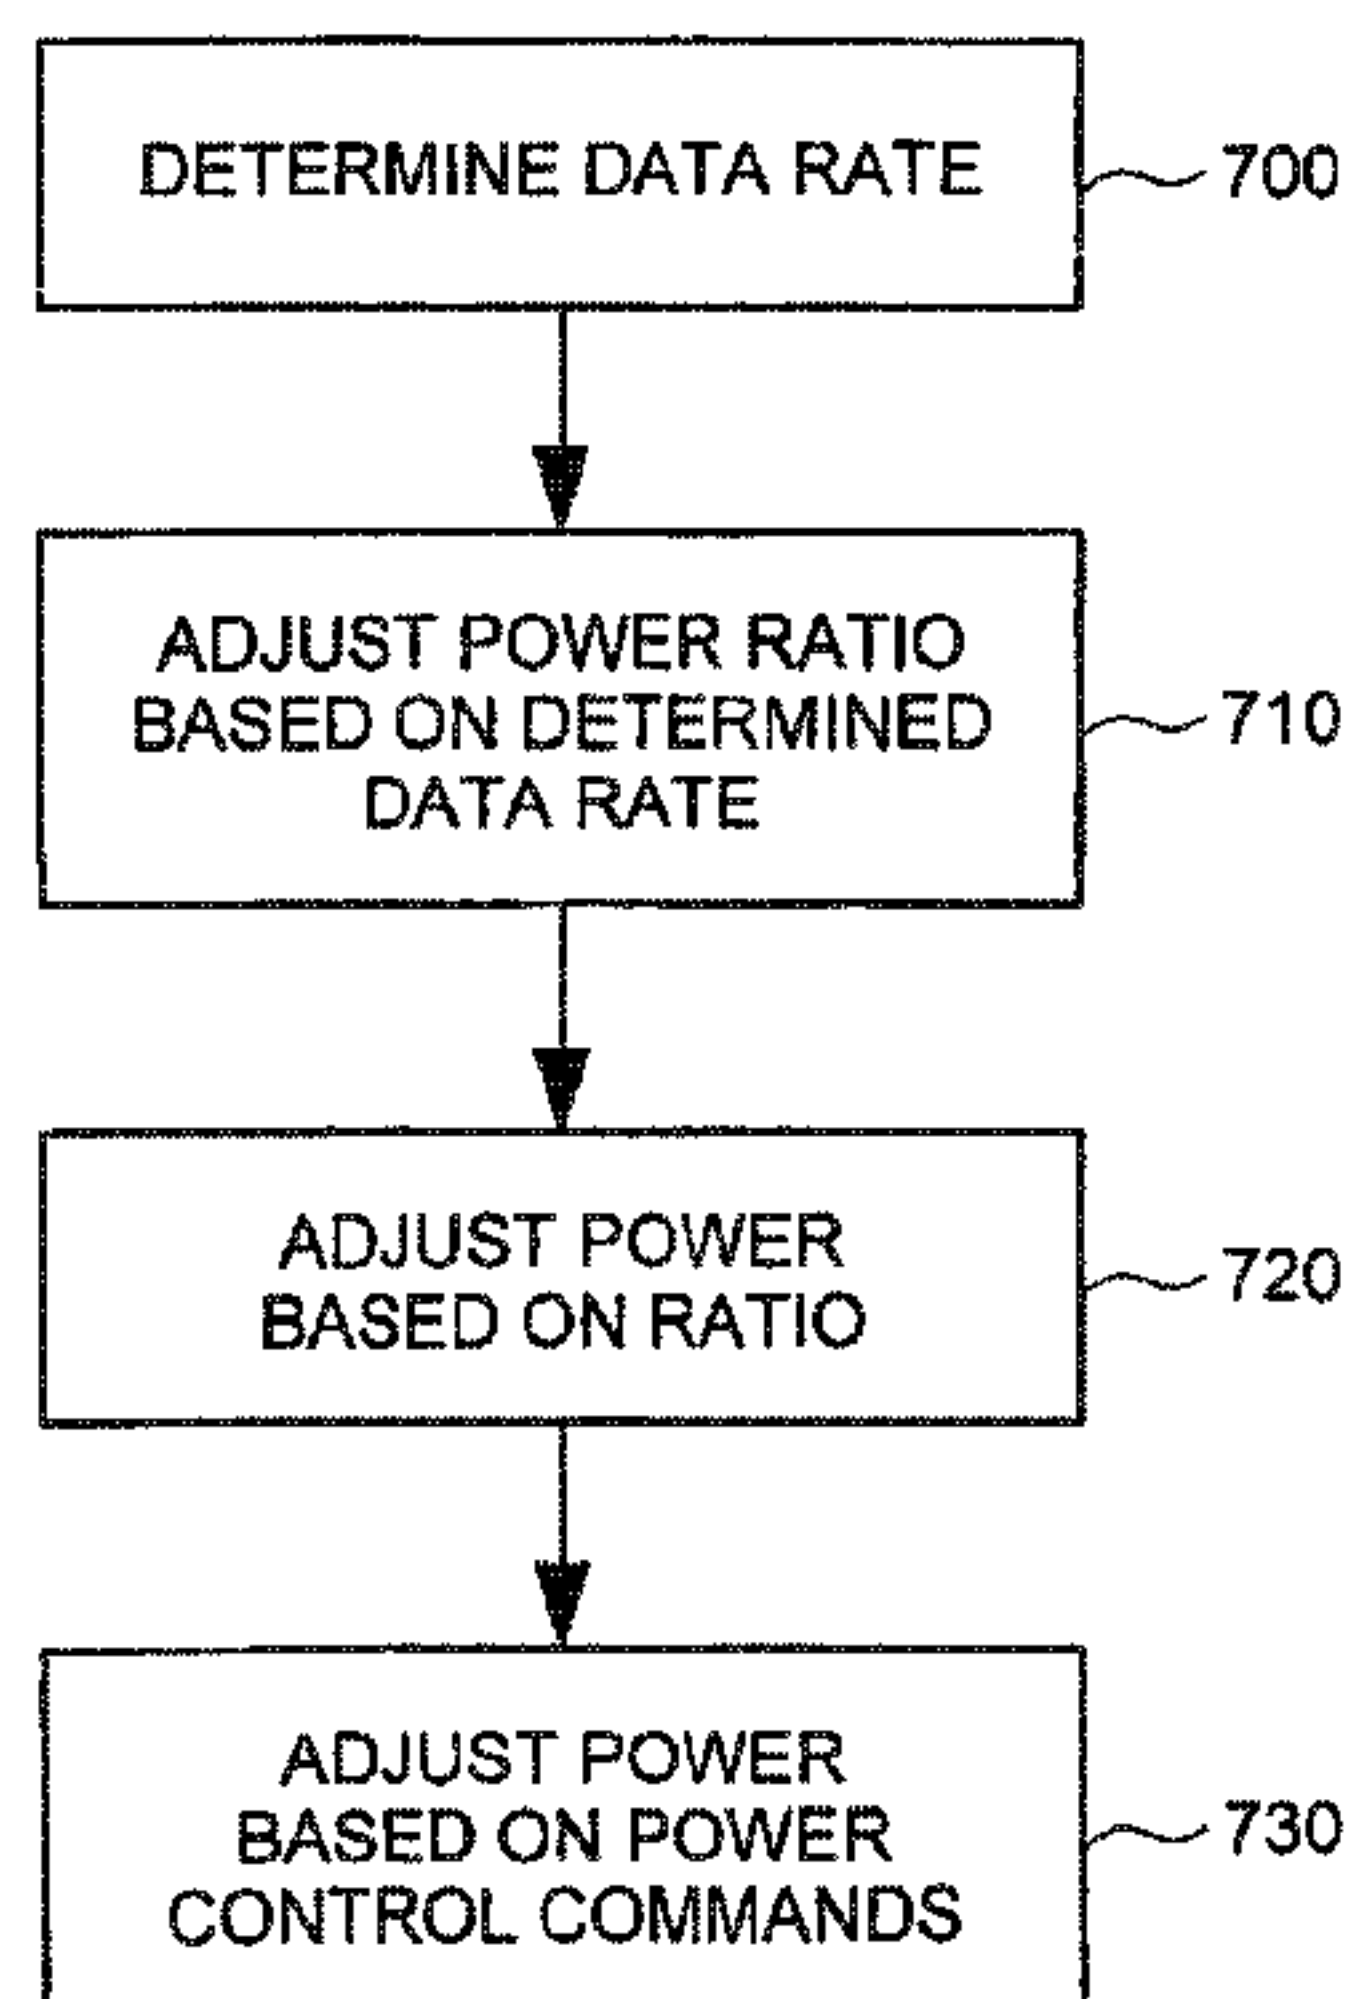 DETERMINE DATA RATE
700
ADJUST POWER RATIO
BASED ON DETERMINED
DATA RATE
710
ADJUST POWER
BASED ON RATIO
720
ADJUST POWER
BASED ON POWER
CONTROL COMMANDS
730